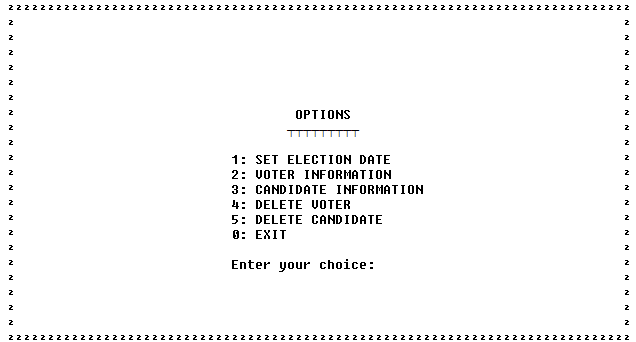 OPTIONS
1: SET ELECTION DATE
2: VOTER INFORMATION
3: CANDIDATE INFORMATION
4: DELETE VOTER
5: DELETE CANDIDATE
0: EXIT
Enter your choice: